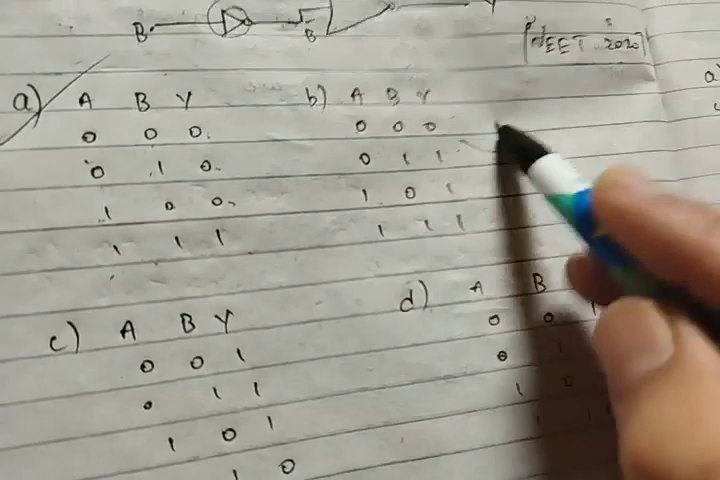 B
B
[NEET 2020]
a) A B Y
0 0 0
0 1 0
1 0 0
1 1 1
b) A B Y
0 0 0
0 1 1
1 0 1
1 1 1
c) A B Y
0 0 1
0 1 1
1 0 1
1 0
d) A B
0 0
0 1
1 0
1 1